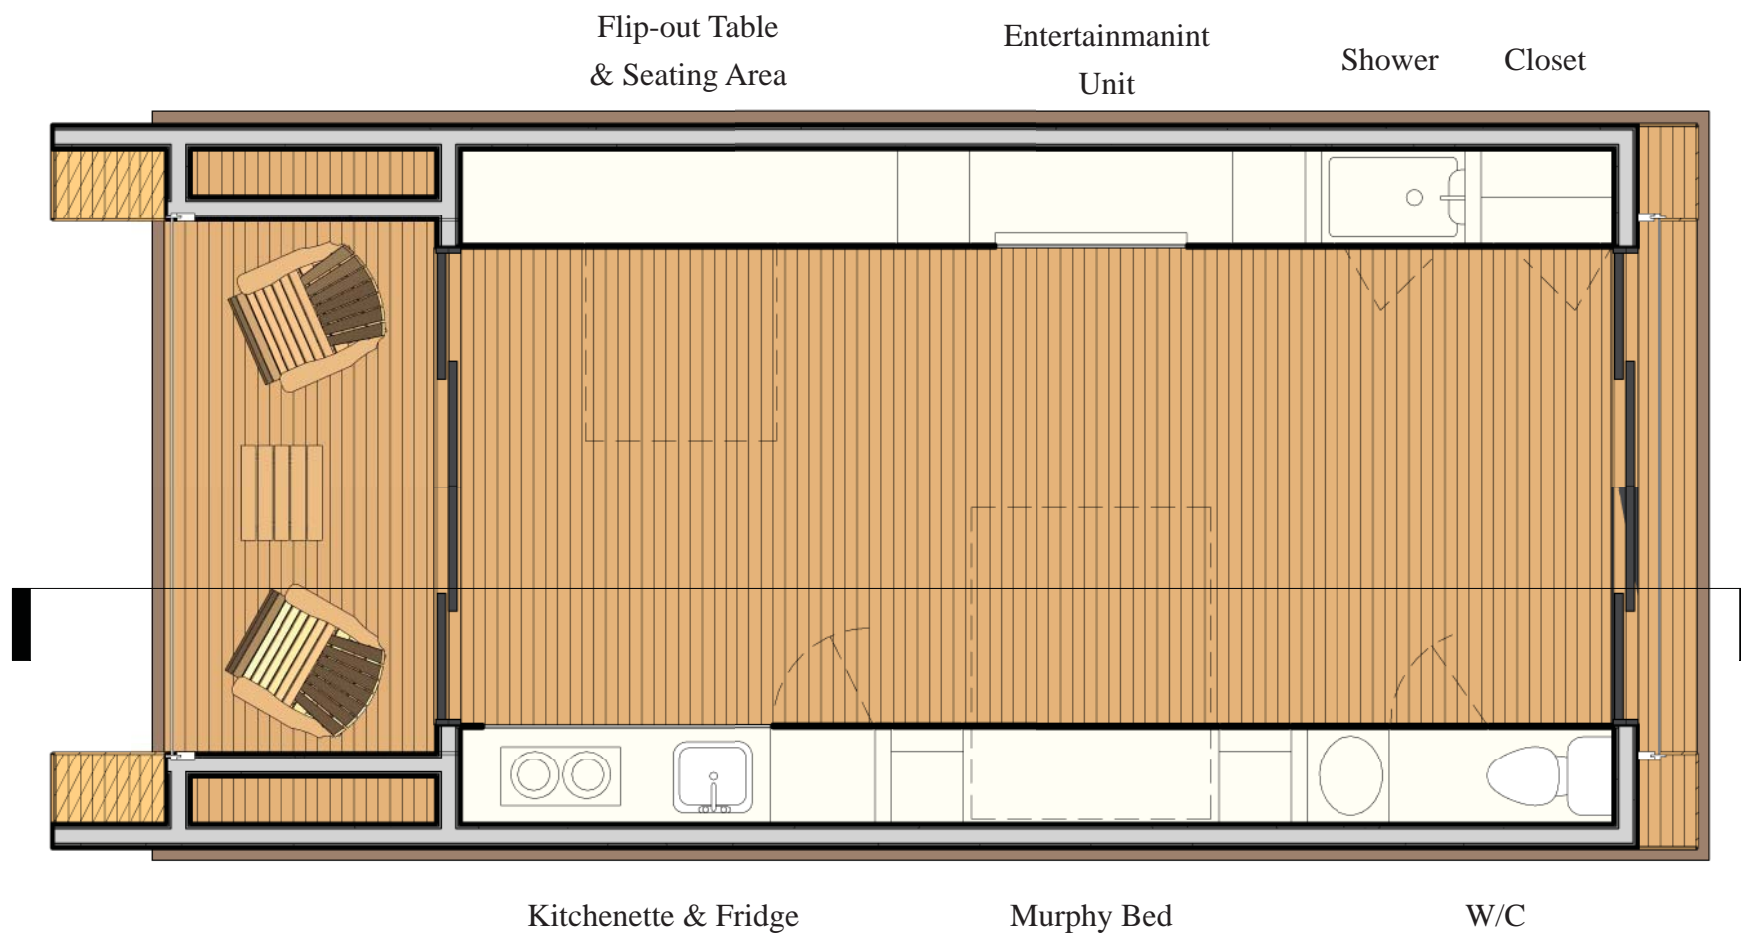 Flip-out Table
& Seating Area
Entertainmanint
Unit
Shower
Closet
Kitchenette & Fridge
Murphy Bed
W/C